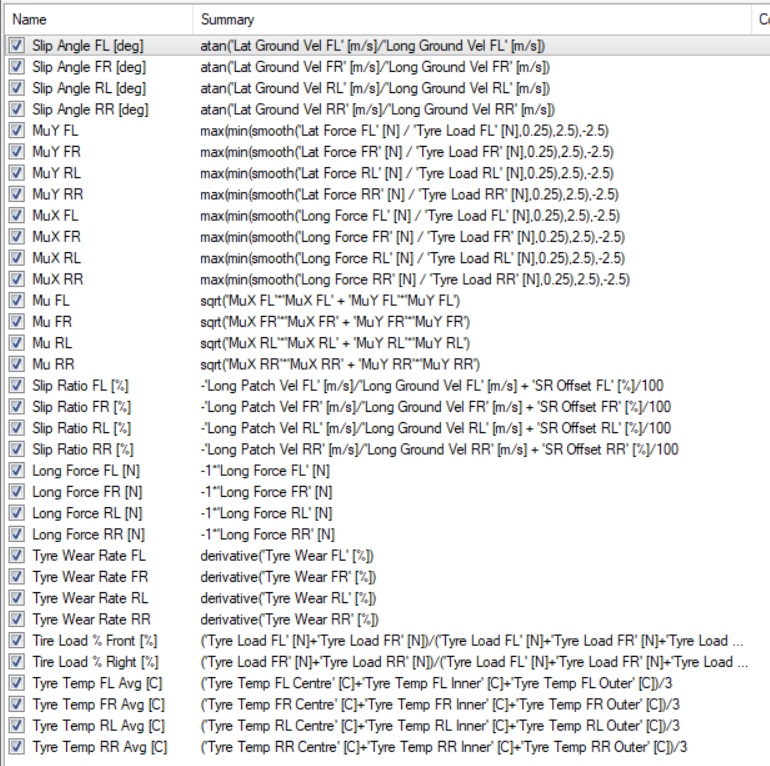 Name Summary C
Slip Angle FL [deg] atan('Lat Ground Vel FL' [m/s]/'Long Ground Vel FL' [m/s])
Slip Angle FR [deg] atan('Lat Ground Vel FR' [m/s]/'Long Ground Vel FR' [m/s])
Slip Angle RL [deg] atan('Lat Ground Vel RL' [m/s]/'Long Ground Vel RL' [m/s])
Slip Angle RR [deg] atan('Lat Ground Vel RR' [m/s]/'Long Ground Vel RR' [m/s])
MuY FL max(min(smooth('Lat Force FL' [N] / 'Tyre Load FL' [N],0.25),2.5),-2.5)
MuY FR max(min(smooth('Lat Force FR' [N] / 'Tyre Load FR' [N],0.25),2.5),-2.5)
MuY RL max(min(smooth('Lat Force RL' [N] / 'Tyre Load RL' [N],0.25),2.5),-2.5)
MuY RR max(min(smooth('Lat Force RR' [N] / 'Tyre Load RR' [N],0.25),2.5),-2.5)
MuX FL max(min(smooth('Long Force FL' [N] / 'Tyre Load FL' [N],0.25),2.5),-2.5)
MuX FR max(min(smooth('Long Force FR' [N] / 'Tyre Load FR' [N],0.25),2.5),-2.5)
MuX RL max(min(smooth('Long Force RL' [N] / 'Tyre Load RL' [N],0.25),2.5),-2.5)
MuX RR max(min(smooth('Long Force RR' [N] / 'Tyre Load RR' [N],0.25),2.5),-2.5)
Mu FL sqrt('MuX FL'*'MuX FL' + 'MuY FL'*'MuY FL')
Mu FR sqrt('MuX FR'*'MuX FR' + 'MuY FR'*'MuY FR')
Mu RL sqrt('MuX RL'*'MuX RL' + 'MuY RL'*'MuY RL')
Mu RR sqrt('MuX RR'*'MuX RR' + 'MuY RR'*'MuY RR')
Slip Ratio FL [%] -'Long Patch Vel FL' [m/s]/'Long Ground Vel FL' [m/s] + 'SR Offset FL' [%]/100
Slip Ratio FR [%] -'Long Patch Vel FR' [m/s]/'Long Ground Vel FR' [m/s] + 'SR Offset FR' [%]/100
Slip Ratio RL [%] -'Long Patch Vel RL' [m/s]/'Long Ground Vel RL' [m/s] + 'SR Offset RL' [%]/100
Slip Ratio RR [%] -'Long Patch Vel RR' [m/s]/'Long Ground Vel RR' [m/s] + 'SR Offset RR' [%]/100
Long Force FL [N] -1*'Long Force FL' [N]
Long Force FR [N] -1*'Long Force FR' [N]
Long Force RL [N] -1*'Long Force RL' [N]
Long Force RR [N] -1*'Long Force RR' [N]
Tyre Wear Rate FL derivative('Tyre Wear FL' [%])
Tyre Wear Rate FR derivative('Tyre Wear FR' [%])
Tyre Wear Rate RL derivative('Tyre Wear RL' [%])
Tyre Wear Rate RR derivative('Tyre Wear RR' [%])
Tire Load % Front [%] ('Tyre Load FL' [N]+'Tyre Load FR' [N])/('Tyre Load FL' [N]+'Tyre Load FR' [N]+'Tyre Load ...
Tire Load % Right [%] ('Tyre Load FR' [N]+'Tyre Load RR' [N])/('Tyre Load FL' [N]+'Tyre Load FR' [N]+'Tyre Load ...
Tyre Temp FL Avg [C] ('Tyre Temp FL Centre' [C]+'Tyre Temp FL Inner' [C]+'Tyre Temp FL Outer' [C])/3
Tyre Temp FR Avg [C] ('Tyre Temp FR Centre' [C]+'Tyre Temp FR Inner' [C]+'Tyre Temp FR Outer' [C])/3
Tyre Temp RL Avg [C] ('Tyre Temp RL Centre' [C]+'Tyre Temp RL Inner' [C]+'Tyre Temp RL Outer' [C])/3
Tyre Temp RR Avg [C] ('Tyre Temp RR Centre' [C]+'Tyre Temp RR Inner' [C]+'Tyre Temp RR Outer' [C])/3